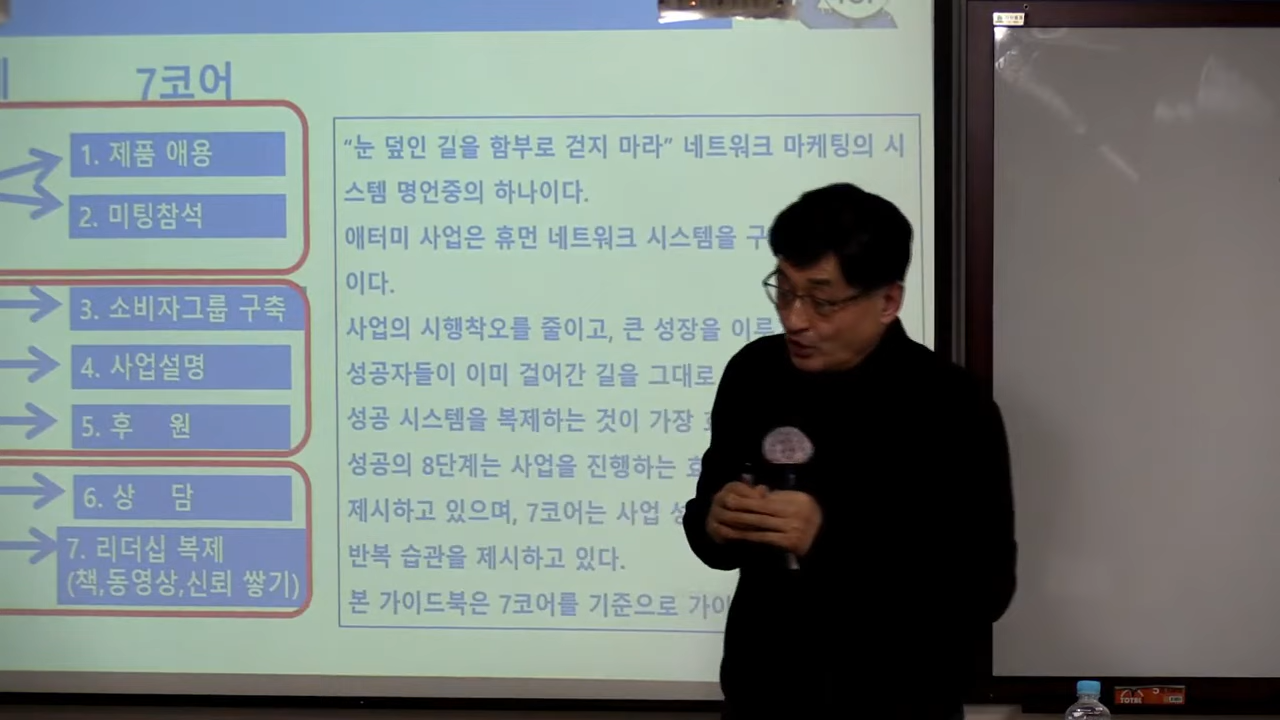 7코어
1. 제품 애용
2. 미팅참석
3. 소비자그룹 구축
4. 사업설명
5. 후 원
6. 상 담
7. 리더십 복제
(책,동영상,신뢰 쌓기)
“눈 덮인 길을 함부로 걷지 마라” 네트워크 마케팅의 시
스템 명언중의 하나이다.
애터미 사업은 휴먼 네트워크 시스템을
이다.
사업의 시행착오를 줄이고, 큰 성장을
성공자들이 이미 걸어간 길을 그대로
성공 시스템을 복제하는 것이 가장
성공의 8단계는 사업을 진행하는
제시하고 있으며, 7코어는 사업
반복 습관을 제시하고 있다.
본 가이드북은 7코어를 기준으로